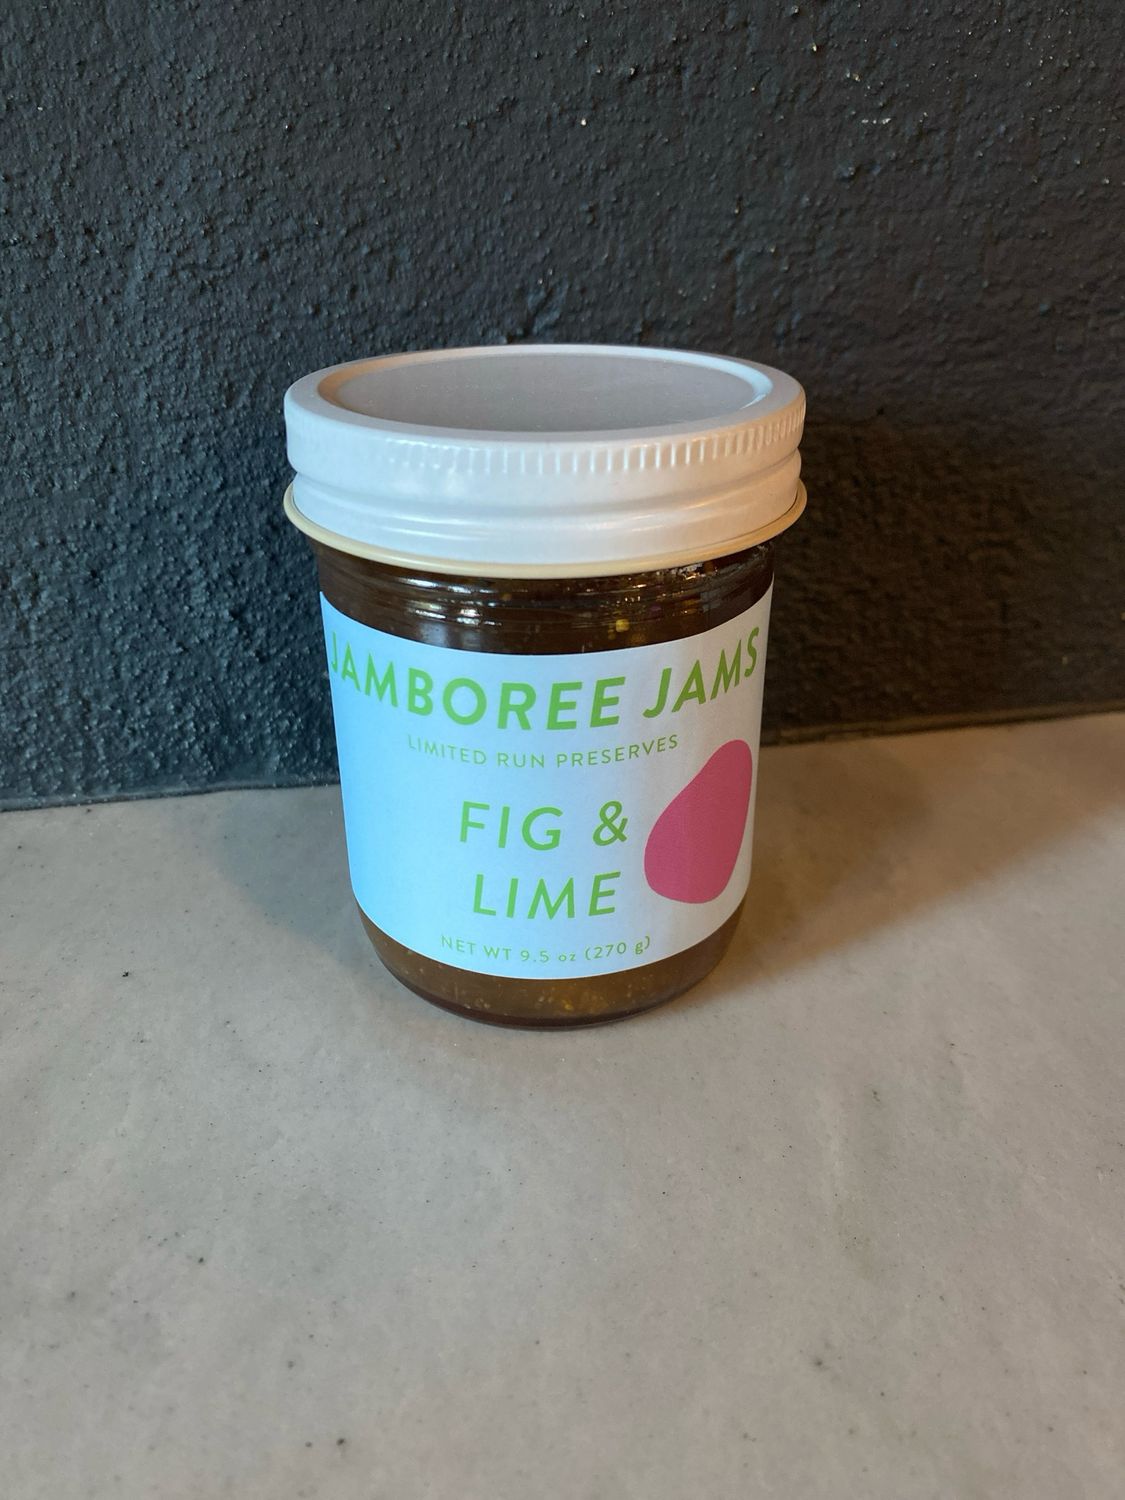 JAMBOREE JAMS
LIMITED RUN PRESERVES
FIG &
LIME
NET WT 9.5 oz (270 g)